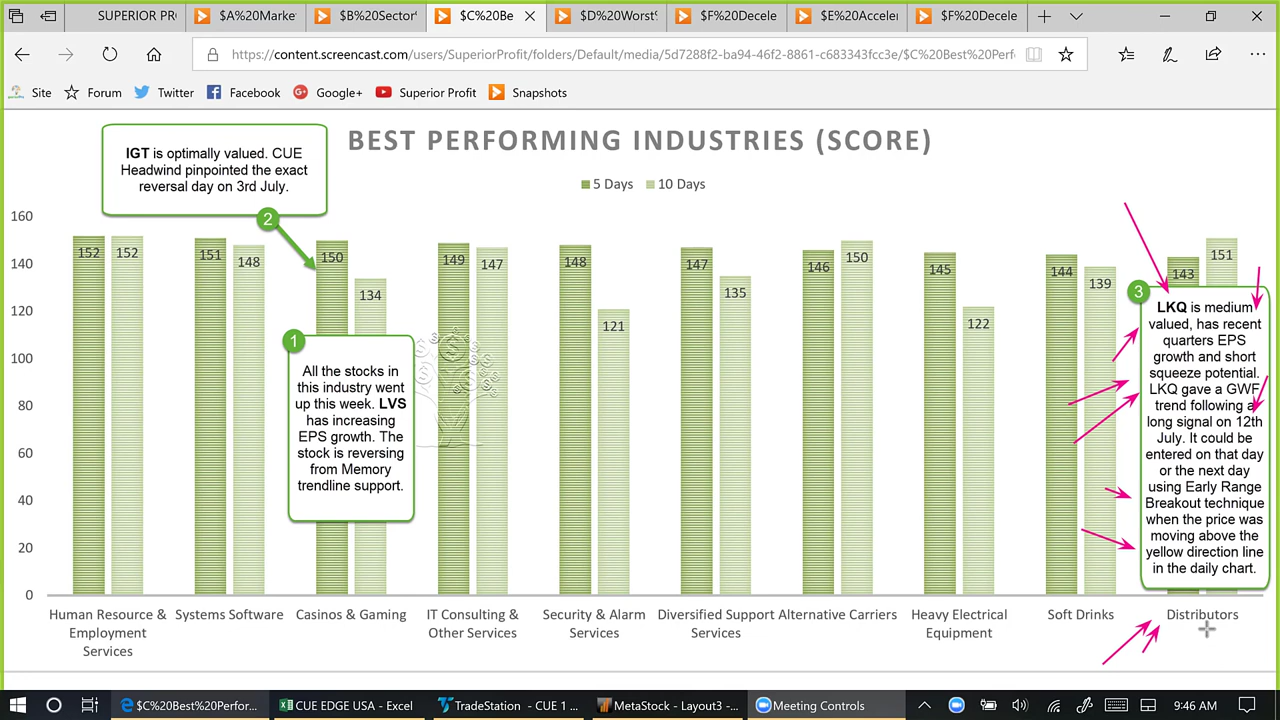 SUPERIOR PR
$A%20Marke
$B%20Sector
$C%20Be
$D%20Worst
$F%20Decele
$E%20Acceler
$F%20Decele
https://content.screencast.com/users/SuperiorProfit/folders/Default/media/5d7288f2-ba94-46f2-8861-c683343fcc3e/$C%20Best%20Perf
Site
Forum
Twitter
Facebook
Google+
Superior Profit
Snapshots
BEST PERFORMING INDUSTRIES (SCORE)
5 Days 10 Days
IGT is optimally valued. CUE
Headwind pinpointed the exact
reversal day on 3rd July.
2
160
140
120
100
80
60
40
20
0
152 152
151 148
150 134
149 147
148 121
147 135
146 150
145 122
144 139
143 151
1
All the stocks in
this industry went
up this week. LVS
has increasing
EPS growth. The
stock is reversing
from Memory
trendline support.
3
LKQ is medium
valued, has recent
quarters EPS
growth and short
squeeze potential.
LKQ gave a GWF
trend following a
long signal on 12th
July. It could be
entered on that day
or the next day
using Early Range
Breakout technique
when the price was
moving above the
yellow direction line
in the daily chart.
Human Resource &
Employment
Services
Systems Software
Casinos & Gaming
IT Consulting &
Other Services
Security & Alarm
Services
Diversified Support
Services
Alternative Carriers
Heavy Electrical
Equipment
Soft Drinks
Distributors
$C%20Best%20Perfor...
CUE EDGE USA - Excel
TradeStation - CUE 1 ...
MetaStock - Layout3 -...
Meeting Controls
9:46 AM